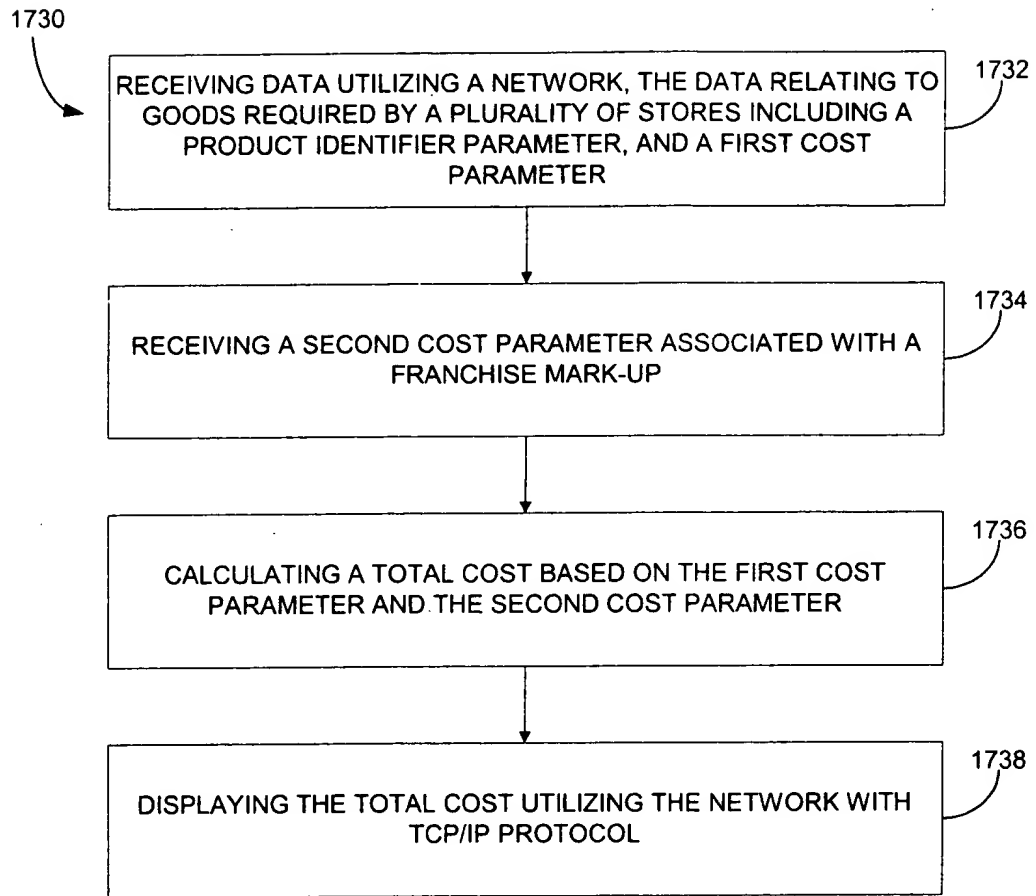 1730
RECEIVING DATA UTILIZING A NETWORK, THE DATA RELATING TO
GOODS REQUIRED BY A PLURALITY OF STORES INCLUDING A
PRODUCT IDENTIFIER PARAMETER, AND A FIRST COST
PARAMETER
1732
RECEIVING A SECOND COST PARAMETER ASSOCIATED WITH A
FRANCHISE MARK-UP
1734
CALCULATING A TOTAL COST BASED ON THE FIRST COST
PARAMETER AND THE SECOND COST PARAMETER
1736
DISPLAYING THE TOTAL COST UTILIZING THE NETWORK WITH
TCP/IP PROTOCOL
1738